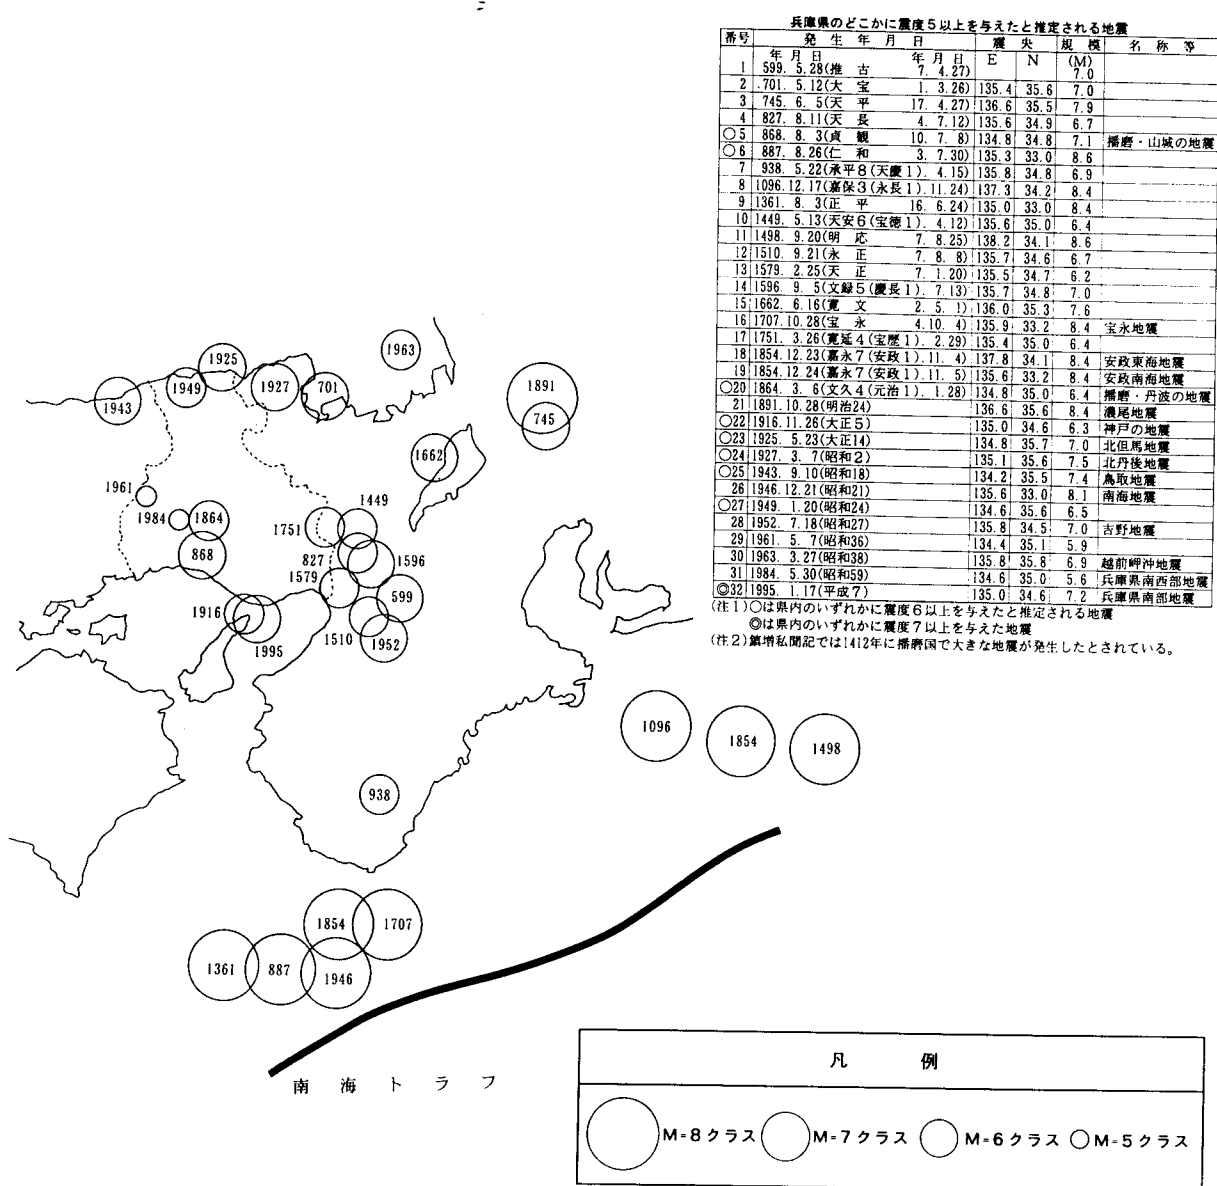 兵庫県のどこかに震度5以上を与えたと推定される地震
番号 発生年月日 震央 規模 名称等
年月日 年月日 E N (M)
1 599. 5.28(推古 7. 4.27) 7.0
2 701. 5.12(大宝 1. 3.26) 135.4 35.6 7.0
3 745. 6. 5(天平 17. 4.27) 136.6 35.5 7.9
4 827. 8.11(天長 4. 7.12) 135.6 34.9 6.7
○5 868. 8. 3(貞観 10. 7. 8) 134.8 34.8 7.1 播磨・山城の地震
○6 887. 8.26(仁和 3. 7.30) 135.3 33.0 8.6
7 938. 5.22(承平8(天慶1). 4.15) 135.8 34.8 6.9
8 1096.12.17(嘉保3(永長1).11.24) 137.3 34.2 8.4
9 1361. 8. 3(正平 16. 6.24) 135.0 33.0 8.4
10 1449. 5.13(天安6(宝徳1). 4.12) 135.6 35.0 6.4
11 1498. 9.20(明応 7. 8.25) 138.2 34.1 8.6
12 1510. 9.21(永正 7. 8. 8) 135.7 34.6 6.7
13 1579. 2.25(天正 7. 1.20) 135.5 34.7 6.2
14 1596. 9. 5(文録5(慶長1). 7.13) 135.7 34.8 7.0
15 1662. 6.16(寛文 2. 5. 1) 136.0 35.3 7.6
16 1707.10.28(宝永 4.10. 4) 135.9 33.2 8.4 宝永地震
17 1751. 3.26(寛延4(宝歴1). 2.29) 135.4 35.0 6.4
18 1854.12.23(嘉永7(安政1).11. 4) 137.8 34.1 8.4 安政東海地震
19 1854.12.24(嘉永7(安政1).11. 5) 135.6 33.2 8.4 安政南海地震
○20 1864. 3. 6(文久4(元治1). 1.28) 134.8 35.0 6.4 播磨・丹波の地震
21 1891.10.28(明治24) 136.6 35.6 8.4 濃尾地震
○22 1916.11.26(大正5) 135.0 34.6 6.3 神戸の地震
○23 1925. 5.23(大正14) 134.8 35.7 7.0 北但馬地震
○24 1927. 3. 7(昭和2) 135.1 35.6 7.5 北丹後地震
○25 1943. 9.10(昭和18) 134.2 35.5 7.4 鳥取地震
26 1946.12.21(昭和21) 135.6 33.0 8.1 南海地震
○27 1949. 1.20(昭和24) 134.6 35.6 6.5
28 1952. 7.18(昭和27) 135.8 34.5 7.0 吉野地震
29 1961. 5. 7(昭和36) 134.4 35.1 5.9
30 1963. 3.27(昭和38) 135.8 35.8 6.9 越前岬沖地震
31 1984. 5.30(昭和59) 134.6 35.0 5.6 兵庫県南西部地震
◎32 1995. 1.17(平成7) 135.0 34.6 7.2 兵庫県南部地震
(注1)○は県内のいずれかに震度6以上を与えたと推定される地震
◎は県内のいずれかに震度7以上を与えた地震
(注2)鎮増私聞記では1412年に播磨国で大きな地震が発生したとされている。
1963
1925
1949
1927
701
1943
1891
745
1662
1961
1984
1864
1449
1751
868
827
1596
1579
599
1916
1995
1510
1952
1096
1854
1498
938
1854
1707
1361
887
1946
南海トラフ
凡例
M=8クラス
M=7クラス
M=6クラス
M=5クラス